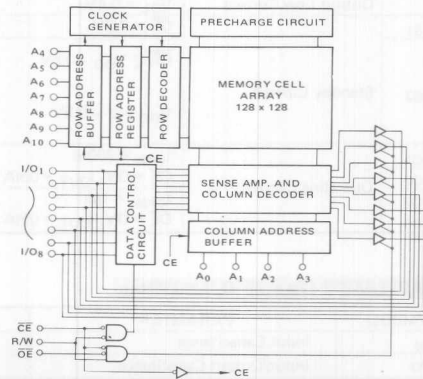 CLOCK
GENERATOR
PRECHARGE CIRCUIT
A4
A5
A6
A7
A8
A9
A10
ROW ADDRESS
BUFFER
ROW ADDRESS
REGISTER
ROW DECODER
MEMORY CELL
ARRAY
128 × 128
CE
I/O1
I/O8
DATA CONTROL
CIRCUIT
SENSE AMP. AND
COLUMN DECODER
COLUMN ADDRESS
BUFFER
CE
A0
A1
A2
A3
C̅E̅
R/W
O̅E̅
CE